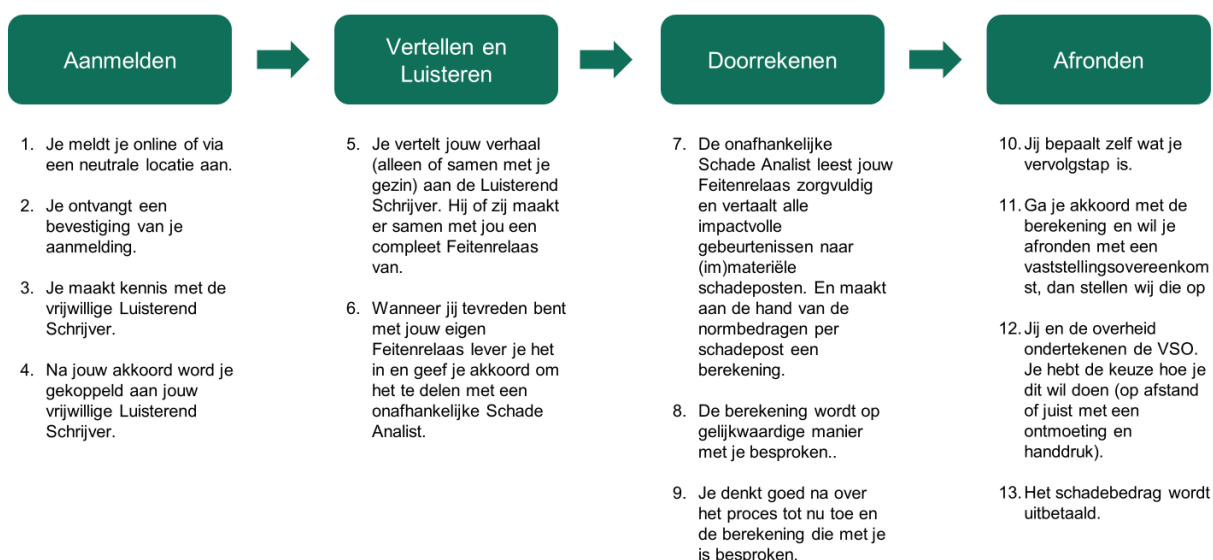 Aanmelden
1. Je meldt je online of via
een neutrale locatie aan.
2. Je ontvangt een
bevestiging van je
aanmelding.
3. Je maakt kennis met de
vrijwillige Luisterend
Schrijver.
4. Na jouw akkoord word je
gekoppeld aan jouw
vrijwillige Luisterend
Schrijver.
Vertellen en
Luisteren
5. Je vertelt jouw verhaal
(alleen of samen met je
gezin) aan de Luisterend
Schrijver. Hij of zij maakt
er samen met jou een
compleet Feitenrelaas
van.
6. Wanneer jij tevreden bent
met jouw eigen
Feitenrelaas lever je het
in en geef je akkoord om
het te delen met een
onafhankelijke Schade
Analist.
Doorrekenen
7. De onafhankelijke
Schade Analist leest jouw
Feitenrelaas zorgvuldig
en vertaalt alle
impactvolle
gebeurtenissen naar
(im)materiële
schadeposten. En maakt
aan de hand van de
normbedragen per
schadepost een
berekening.
8. De berekening wordt op
gelijkwaardige manier
met je besproken..
9. Je denkt goed na over
het proces tot nu toe en
de berekening die met je
is besproken.
Afronden
10. Jij bepaalt zelf wat je
vervolgstap is.
11. Ga je akkoord met de
berekening en wil je
afronden met een
vaststellingsovereenkom
st, dan stellen wij die op
12. Jij en de overheid
ondertekenen de VSO.
Je hebt de keuze hoe je
dit wil doen (op afstand
of juist met een
ontmoeting en
handdruk).
13. Het schadebedrag wordt
uitbetaald.